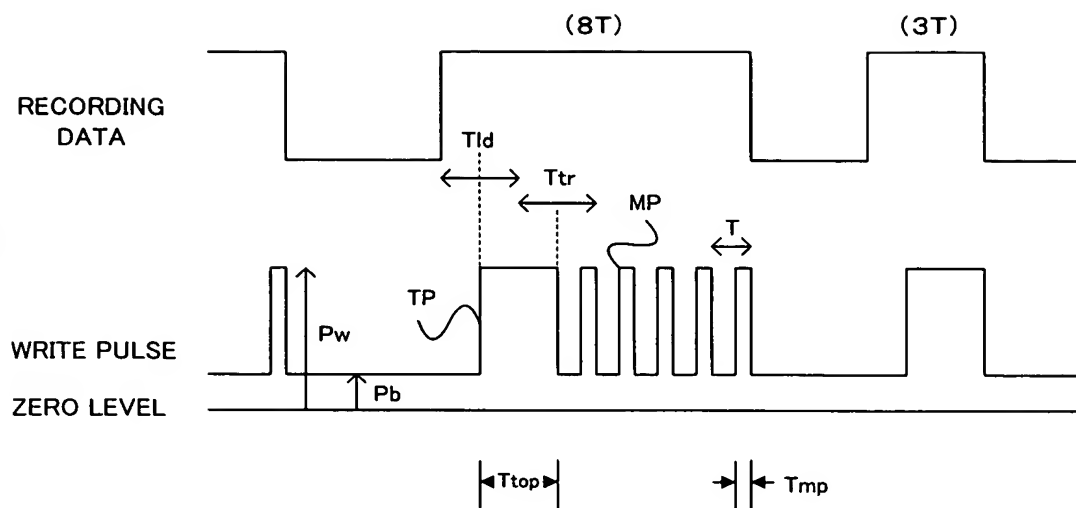 (8T)
(3T)
RECORDING
DATA
Tld
Ttr
MP
T
TP
Pw
WRITE PULSE
Pb
ZERO LEVEL
Ttop
Tmp